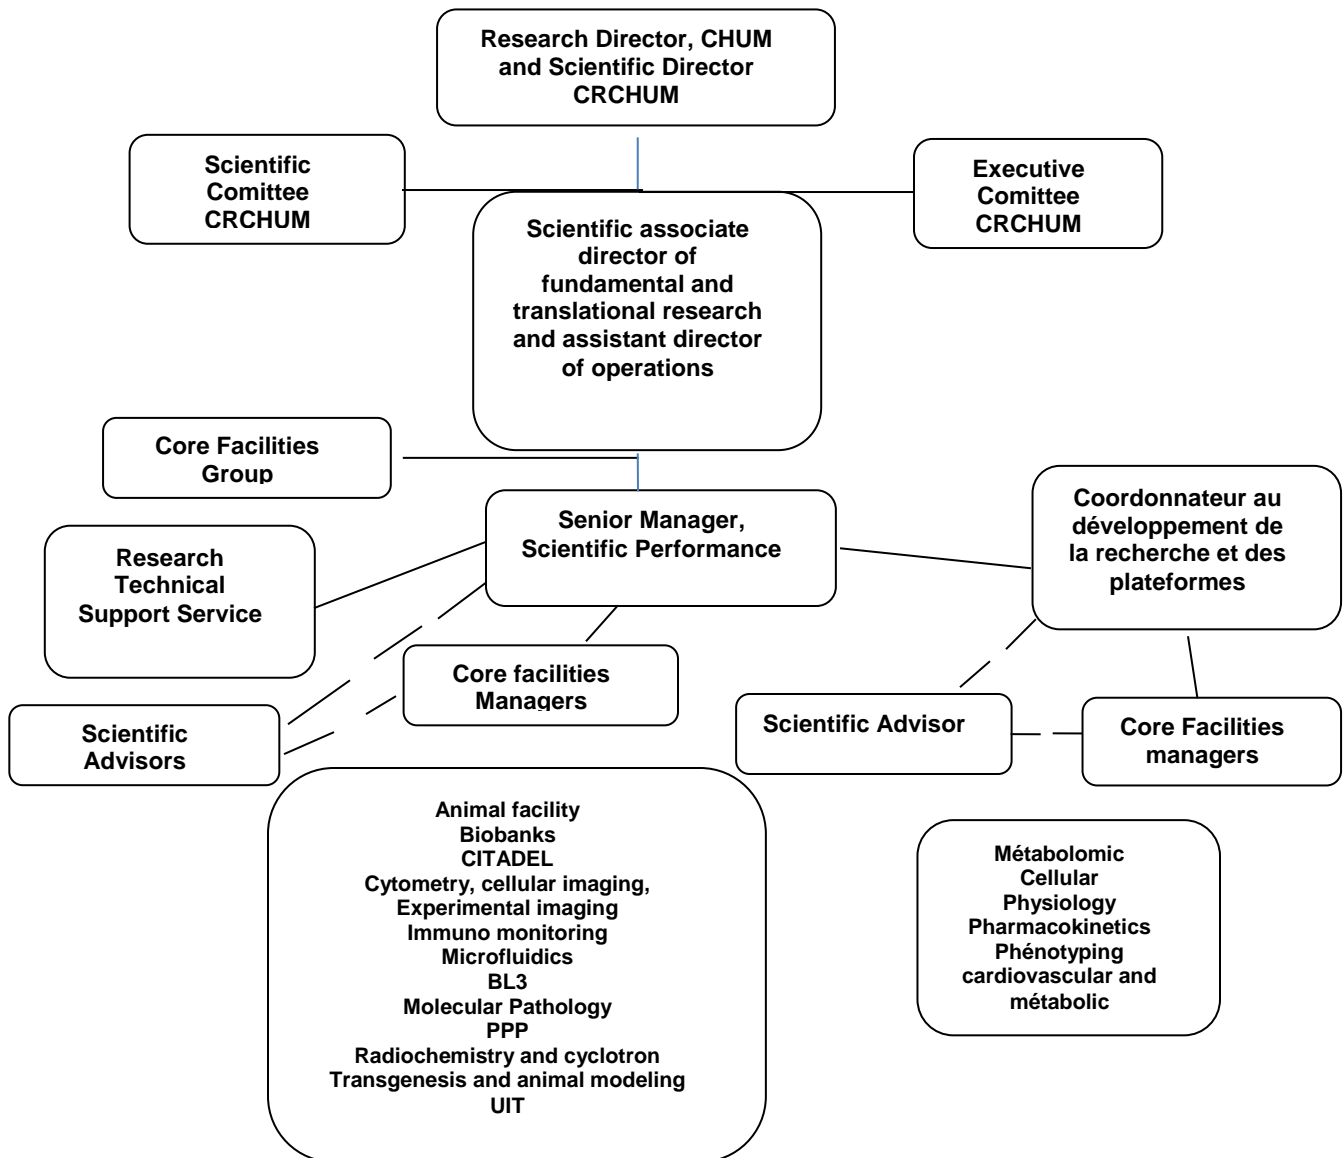 Research Director, CHUM
and Scientific Director
CRCHUM
Scientific
Comittee
CRCHUM
Executive
Comittee
CRCHUM
Scientific associate
director of
fundamental and
translational research
and assistant director
of operations
Core Facilities
Group
Senior Manager,
Scientific Performance
Coordonnateur au
développement de
la recherche et des
plateformes
Research
Technical
Support Service
Core facilities
Managers
Scientific
Advisors
Scientific Advisor
Core Facilities
managers
Animal facility
Biobanks
CITADEL
Cytometry, cellular imaging,
Experimental imaging
Immuno monitoring
Microfluidics
BL3
Molecular Pathology
PPP
Radiochemistry and cyclotron
Transgenesis and animal modeling
UIT
Métabolomic
Cellular
Physiology
Pharmacokinetics
Phénotyping
cardiovascular and
métabolic